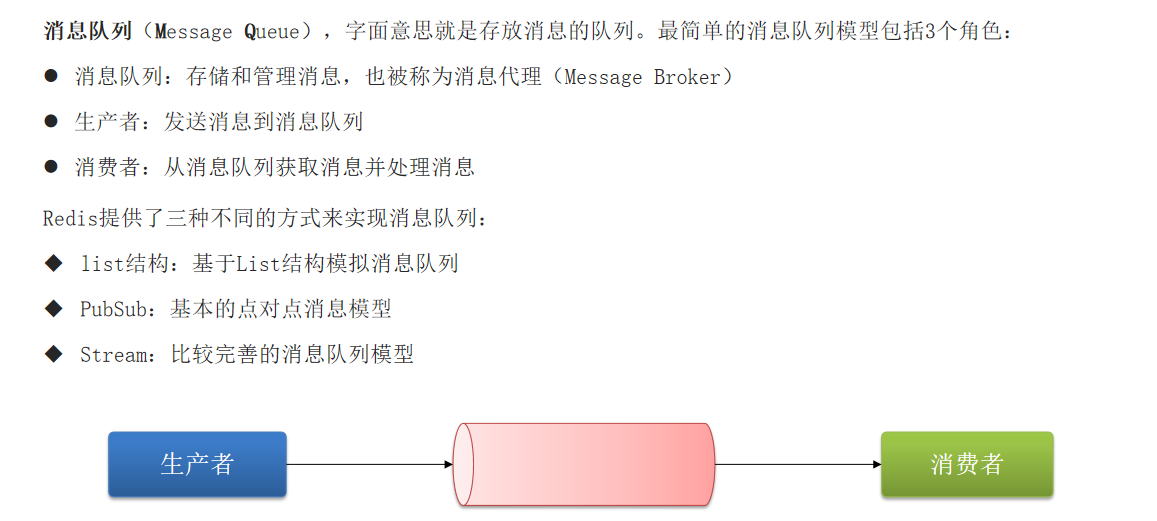 消息队列（Message Queue），字面意思就是存放消息的队列。最简单的消息队列模型包括3个角色：
● 消息队列：存储和管理消息，也被称为消息代理（Message Broker）
● 生产者：发送消息到消息队列
● 消费者：从消息队列获取消息并处理消息
Redis提供了三种不同的方式来实现消息队列：
◆ list结构：基于List结构模拟消息队列
◆ PubSub：基本的点对点消息模型
◆ Stream：比较完善的消息队列模型
生产者
消费者